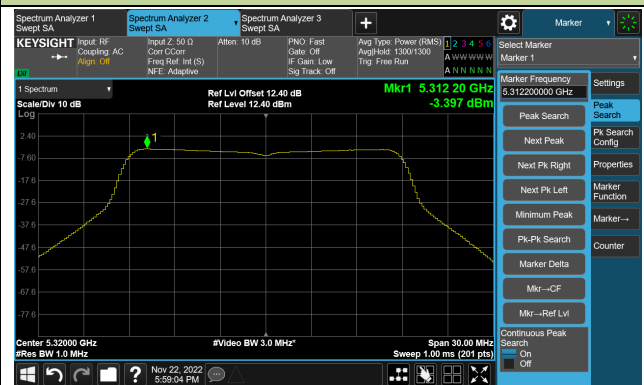 Spectrum Analyzer 1
Swept SA
Spectrum Analyzer 2
Swept SA
Spectrum Analyzer 3
Swept SA
+
Marker
KEYSIGHT
Input: RF
Coupling: AC
Align: Off
Input Z: 50 Ω
Corr CCorr
Freq Ref: Int (S)
NFE: Adaptive
Atten: 10 dB
PNO: Fast
Gate: Off
IF Gain: Low
Sig Track: Off
Avg Type: Power (RMS)
Avg|Hold: 1300/1300
Trig: Free Run
1 2 3 4 5 6
A W W W W W
A N N N N N
LXI
Select Marker
Marker 1
1 Spectrum
Scale/Div 10 dB
Log
Ref Lvl Offset 12.40 dB
Ref Level 12.40 dBm
Mkr1 5.312 20 GHz
-3.397 dBm
1
2.40
-7.60
-17.6
-27.6
-37.6
-47.6
-57.6
-67.6
-77.6
Center 5.32000 GHz
#Res BW 1.0 MHz
#Video BW 3.0 MHz*
Span 30.00 MHz
Sweep 1.00 ms (201 pts)
Marker Frequency
5.312200000 GHz
Peak Search
Next Peak
Next Pk Right
Next Pk Left
Minimum Peak
Pk-Pk Search
Marker Delta
Mkr→CF
Mkr→Ref Lvl
Continuous Peak
Search
On
Off
Settings
Peak
Search
Pk Search
Config
Properties
Marker
Function
Marker→
Counter
?
Nov 22, 2022
5:59:04 PM